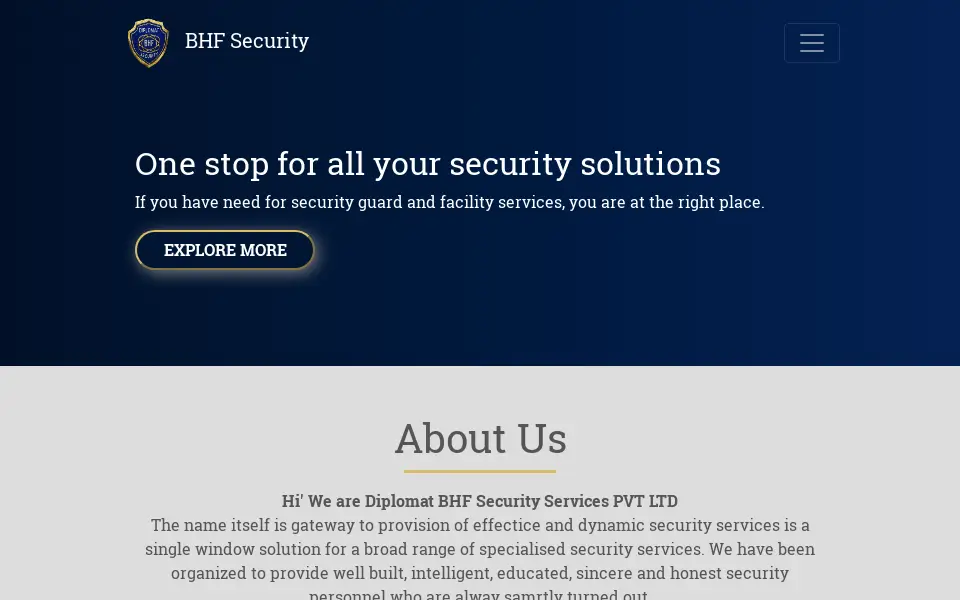 DIPLOMAT
BHF
SECURITY
BHF Security
One stop for all your security solutions
If you have need for security guard and facility services, you are at the right place.
EXPLORE MORE
About Us
Hi' We are Diplomat BHF Security Services PVT LTD
The name itself is gateway to provision of effectice and dynamic security services is a
single window solution for a broad range of specialised security services. We have been
organized to provide well built, intelligent, educated, sincere and honest security
personnel who are alway samrtly turned out